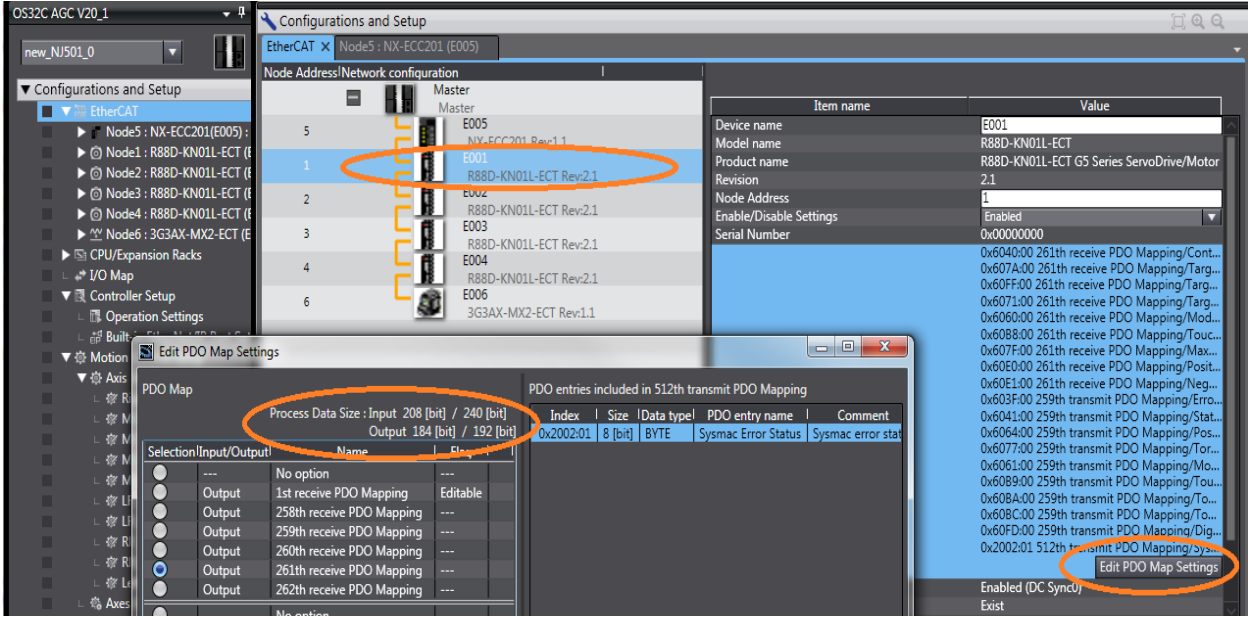 OS32C AGC V20_1
new_NJ501_0
Configurations and Setup
EtherCAT
Node5 : NX-ECC201(E005) :
Node1 : R88D-KN01L-ECT (E
Node2 : R88D-KN01L-ECT (E
Node3 : R88D-KN01L-ECT (E
Node4 : R88D-KN01L-ECT (E
Node6 : 3G3AX-MX2-ECT (E
CPU/Expansion Racks
I/O Map
Controller Setup
Operation Settings
Motion
Axis
Axes
Configurations and Setup
EtherCAT X Node5 : NX-ECC201 (E005)
Node Address Network configuration
Master
Master
5 E005
NX-ECC201 Rev:1.1
1 E001
R88D-KN01L-ECT Rev:2.1
2 E002
R88D-KN01L-ECT Rev:2.1
3 E003
R88D-KN01L-ECT Rev:2.1
4 E004
R88D-KN01L-ECT Rev:2.1
6 E006
3G3AX-MX2-ECT Rev:1.1
Item name Value
Device name E001
Model name R88D-KN01L-ECT
Product name R88D-KN01L-ECT G5 Series ServoDrive/Motor
Revision 2.1
Node Address 1
Enable/Disable Settings Enabled
Serial Number 0x00000000
0x6040:00 261th receive PDO Mapping/Cont...
0x607A:00 261th receive PDO Mapping/Targ...
0x60FF:00 261th receive PDO Mapping/Targ...
0x6071:00 261th receive PDO Mapping/Targ...
0x6060:00 261th receive PDO Mapping/Mod...
0x60B8:00 261th receive PDO Mapping/Touc...
0x607F:00 261th receive PDO Mapping/Max...
0x60E0:00 261th receive PDO Mapping/Posit...
0x60E1:00 261th receive PDO Mapping/Neg...
0x603F:00 259th transmit PDO Mapping/Erro...
0x6041:00 259th transmit PDO Mapping/Stat...
0x6064:00 259th transmit PDO Mapping/Pos...
0x6077:00 259th transmit PDO Mapping/Tor...
0x6061:00 259th transmit PDO Mapping/Mo...
0x60B9:00 259th transmit PDO Mapping/Tou...
0x60BA:00 259th transmit PDO Mapping/To...
0x60BC:00 259th transmit PDO Mapping/To...
0x60FD:00 259th transmit PDO Mapping/Dig...
0x2002:01 512th transmit PDO Mapping/Sys...
Edit PDO Map Settings
Enabled (DC Sync0)
Exist
Edit PDO Map Settings
PDO Map
Process Data Size : Input 208 [bit] / 240 [bit]
Output 184 [bit] / 192 [bit]
Selection Input/Output Name Flag
--- No option ---
Output 1st receive PDO Mapping Editable
Output 258th receive PDO Mapping ---
Output 259th receive PDO Mapping ---
Output 260th receive PDO Mapping ---
Output 261th receive PDO Mapping ---
Output 262th receive PDO Mapping ---
No option
PDO entries included in 512th transmit PDO Mapping
Index Size Data type PDO entry name Comment
0x2002:01 8 [bit] BYTE Sysmac Error Status Sysmac error stat